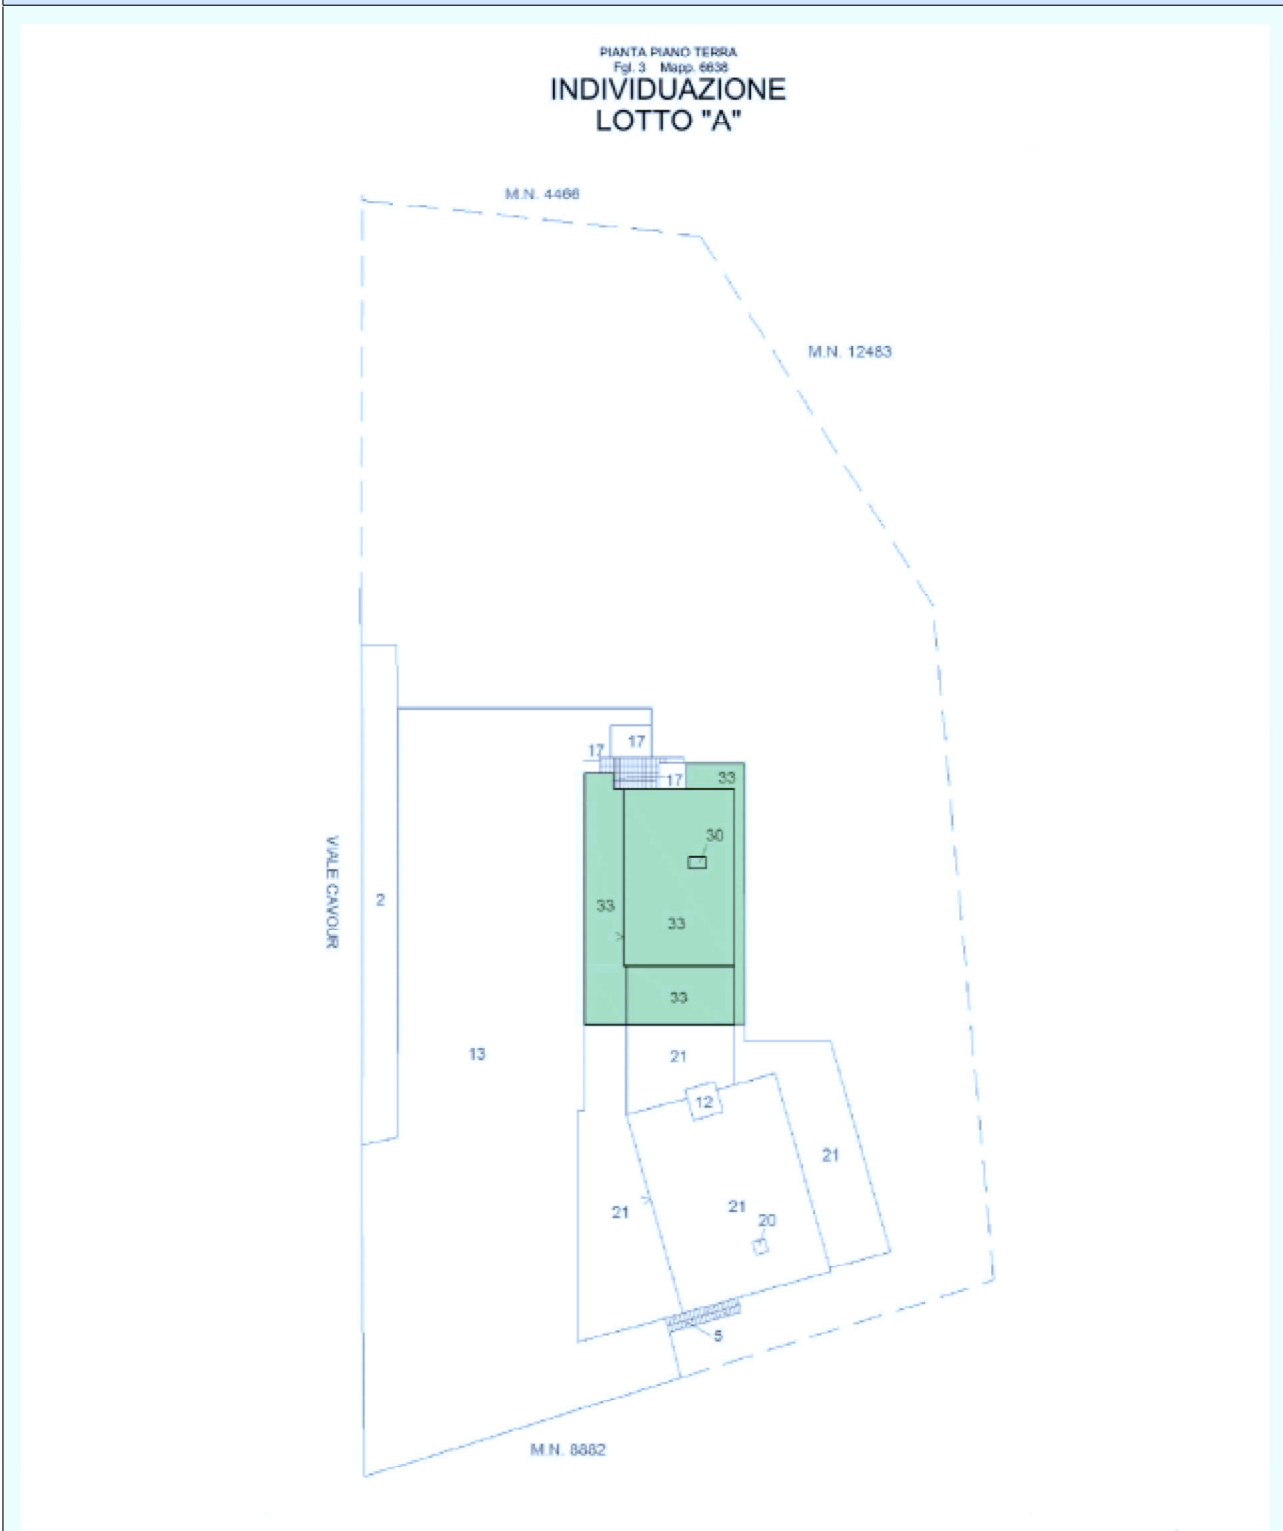 PIANTA PIANO TERRA
Fgl. 3 Mapp. 6638
INDIVIDUAZIONE
LOTTO "A"
M.N. 4466
M.N. 12483
17
17
17
33
30
VIALE CAVOUR
2
33
33
33
13
21
12
21
21
21
20
5
M.N. 8882